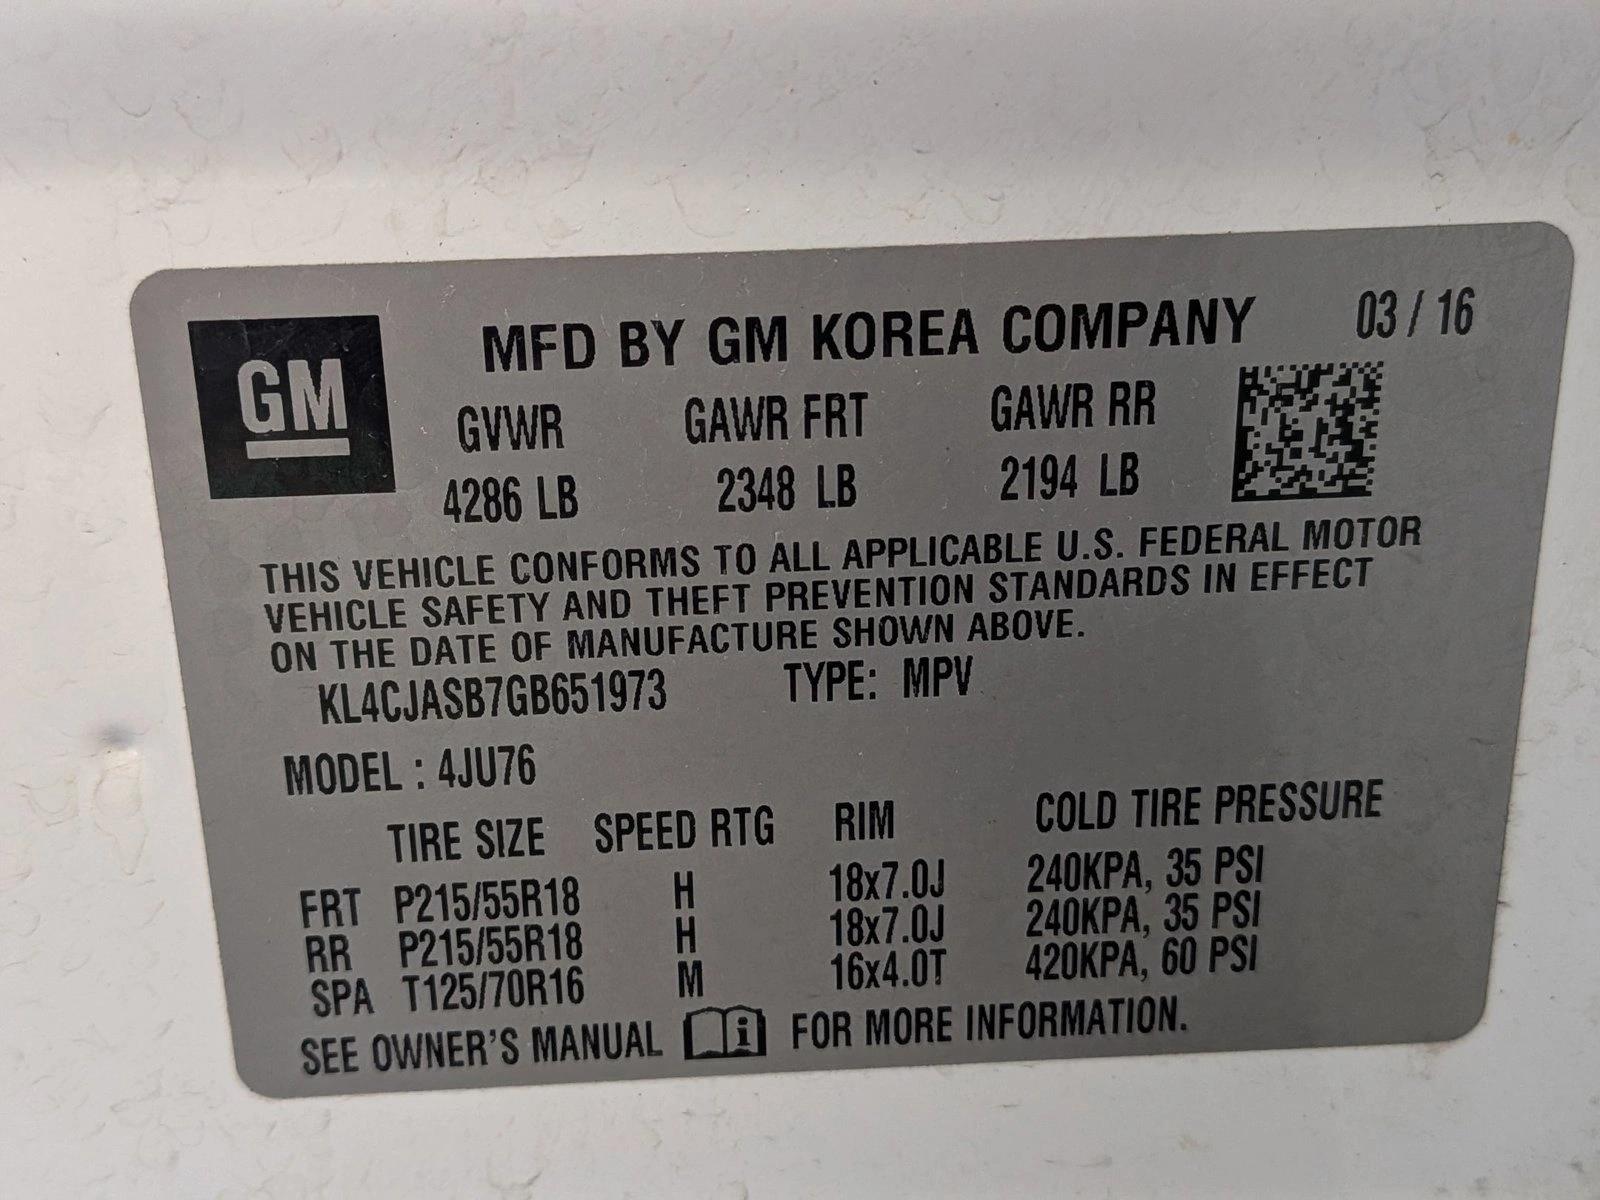 GM
MFD BY GM KOREA COMPANY 03 / 16
GVWR GAWR FRT GAWR RR
4286 LB 2348 LB 2194 LB
THIS VEHICLE CONFORMS TO ALL APPLICABLE U.S. FEDERAL MOTOR
VEHICLE SAFETY AND THEFT PREVENTION STANDARDS IN EFFECT
ON THE DATE OF MANUFACTURE SHOWN ABOVE.
KL4CJASB7GB651973 TYPE: MPV
MODEL : 4JU76
TIRE SIZE SPEED RTG RIM COLD TIRE PRESSURE
FRT P215/55R18 H 18x7.0J 240KPA, 35 PSI
RR P215/55R18 H 18x7.0J 240KPA, 35 PSI
SPA T125/70R16 M 16x4.0T 420KPA, 60 PSI
SEE OWNER'S MANUAL i FOR MORE INFORMATION.